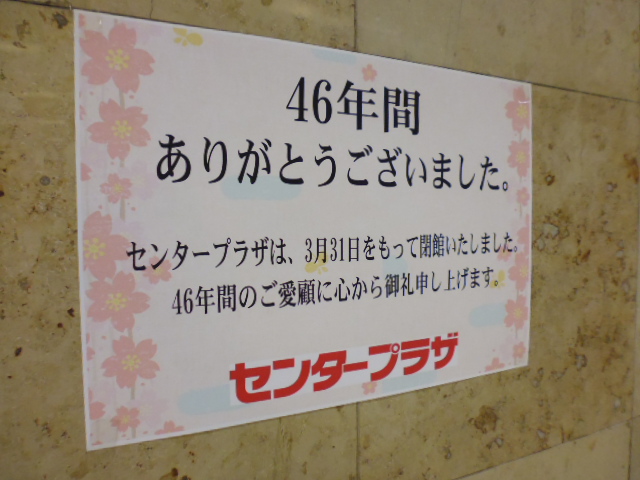 46年間
ありがとうございました。
センタープラザは、3月31日をもって閉館いたしました。
46年間のご愛顧に心から御礼申し上げます。
センタープラザ